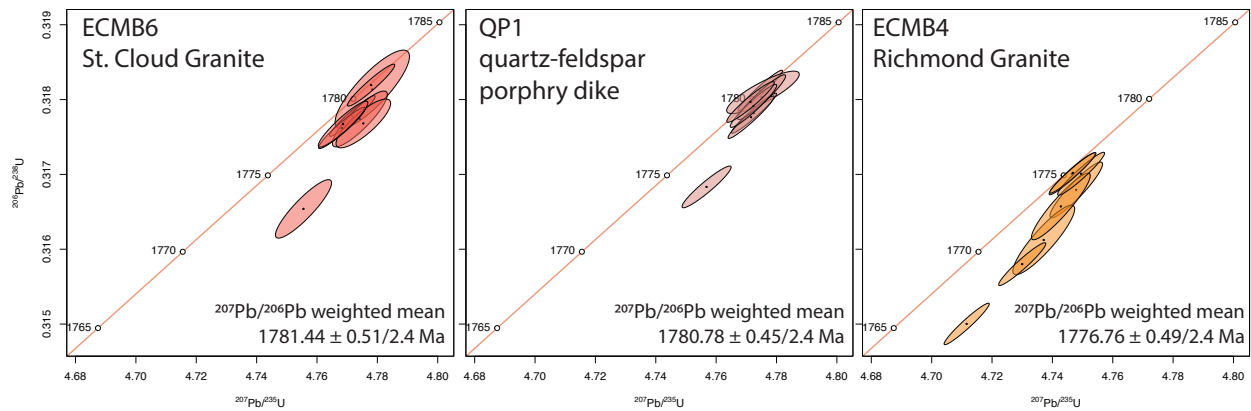 ECMB6
St. Cloud Granite
1785
1780
1775
1770
1765
²⁰⁷Pb/²⁰⁶Pb weighted mean
1781.44 ± 0.51/2.4 Ma
0.319
0.318
0.317
0.316
0.315
²⁰⁶Pb/²³⁸U
4.68
4.70
4.72
4.74
4.76
4.78
4.80
²⁰⁷Pb/²³⁵U
QP1
quartz-feldspar
porphry dike
1785
1780
1775
1770
1765
²⁰⁷Pb/²⁰⁶Pb weighted mean
1780.78 ± 0.45/2.4 Ma
4.68
4.70
4.72
4.74
4.76
4.78
4.80
²⁰⁷Pb/²³⁵U
ECMB4
Richmond Granite
1785
1780
1775
1770
1765
²⁰⁷Pb/²⁰⁶Pb weighted mean
1776.76 ± 0.49/2.4 Ma
4.68
4.70
4.72
4.74
4.76
4.78
4.80
²⁰⁷Pb/²³⁵U